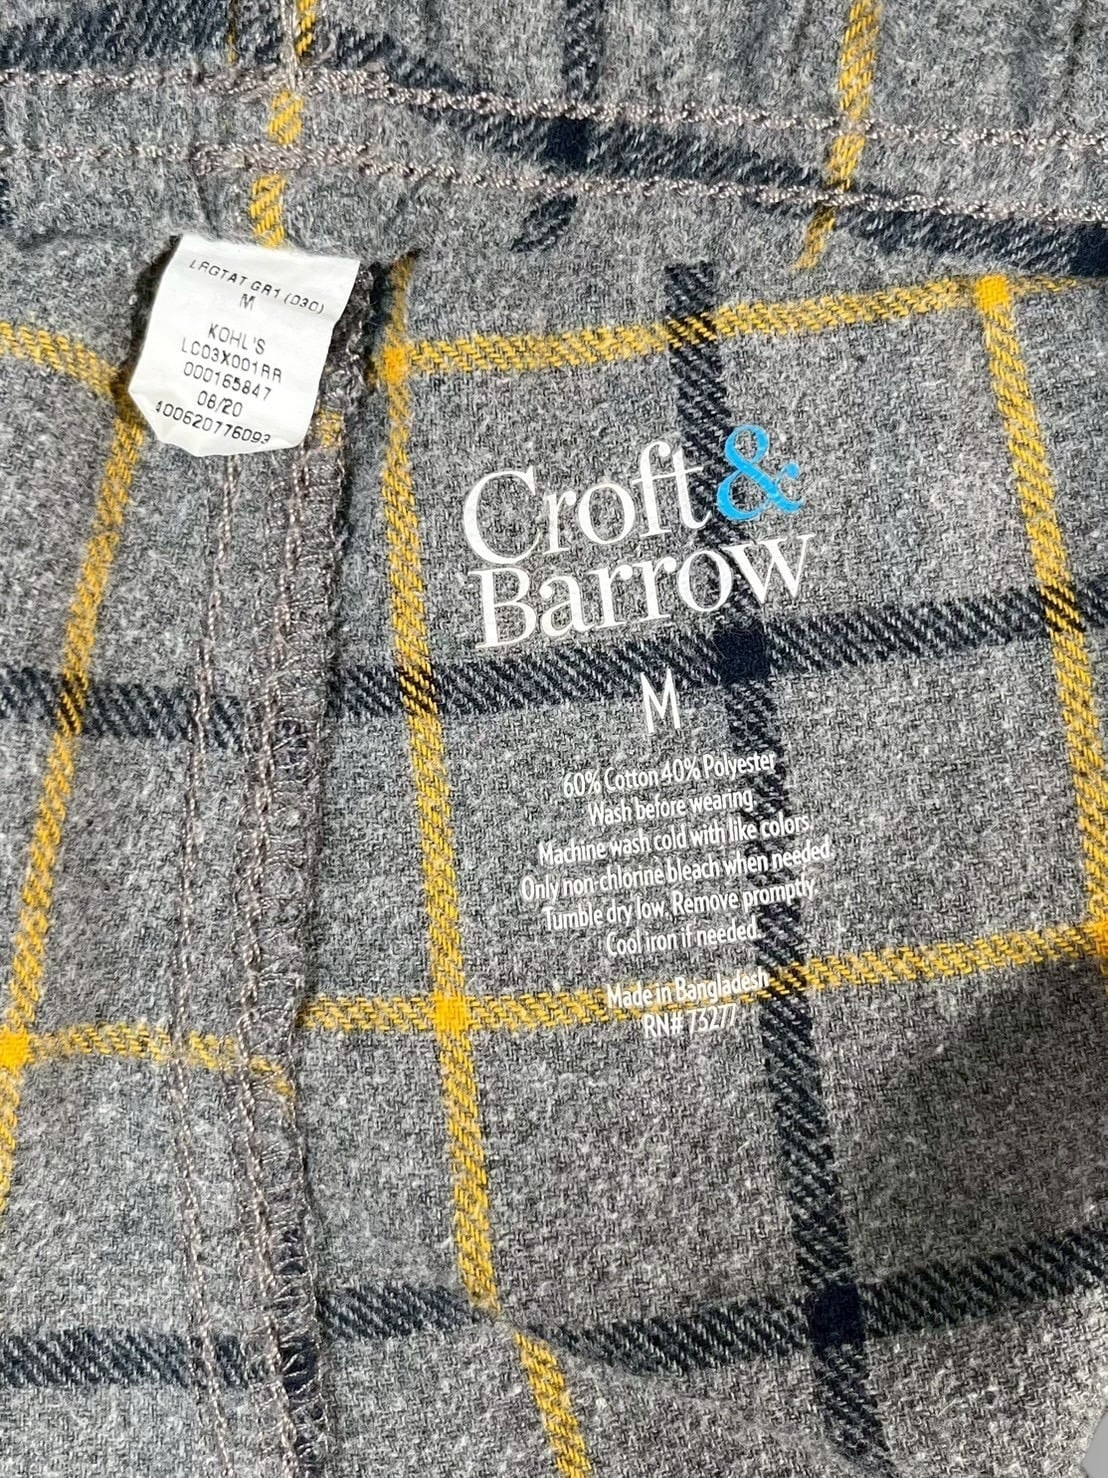 LRGTAT GR1 (D30)
M
KOHL'S
LC03X001RR
000165847
08/20
400620776093
Croft &
Barrow
M
60% Cotton 40% Polyester
Wash before wearing.
Machine wash cold with like colors.
Only non-chlorine bleach when needed.
Tumble dry low. Remove promptly.
Cool iron if needed.
Made in Bangladesh
RN# 73277